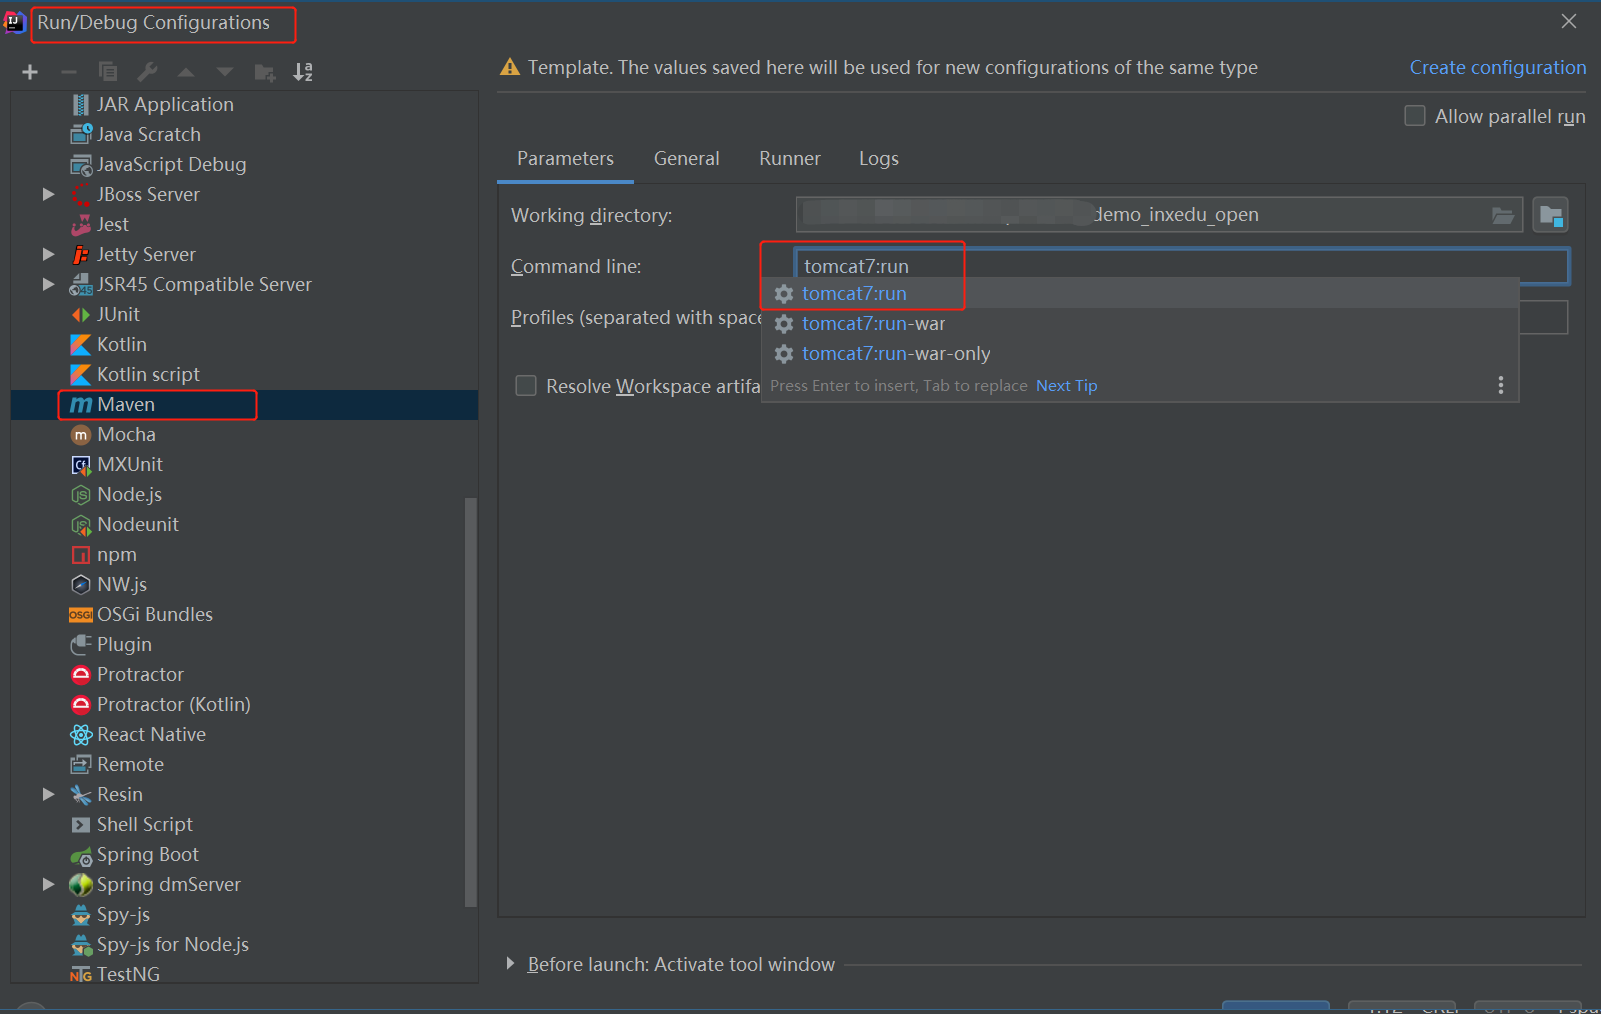 Run/Debug Configurations
Template. The values saved here will be used for new configurations of the same type
Create configuration
Allow parallel run
JAR Application
Java Scratch
JavaScript Debug
JBoss Server
Jest
Jetty Server
JSR45 Compatible Server
JUnit
Kotlin
Kotlin script
Maven
Mocha
MXUnit
Node.js
Nodeunit
npm
NW.js
OSGi Bundles
Plugin
Protractor
Protractor (Kotlin)
React Native
Remote
Resin
Shell Script
Spring Boot
Spring dmServer
Spy-js
Spy-js for Node.js
TestNG
Parameters General Runner Logs
Working directory: demo_inxedu_open
Command line: tomcat7:run
tomcat7:run
Profiles (separated with space
tomcat7:run-war
tomcat7:run-war-only
Resolve Workspace artifa
Press Enter to insert, Tab to replace Next Tip
Before launch: Activate tool window